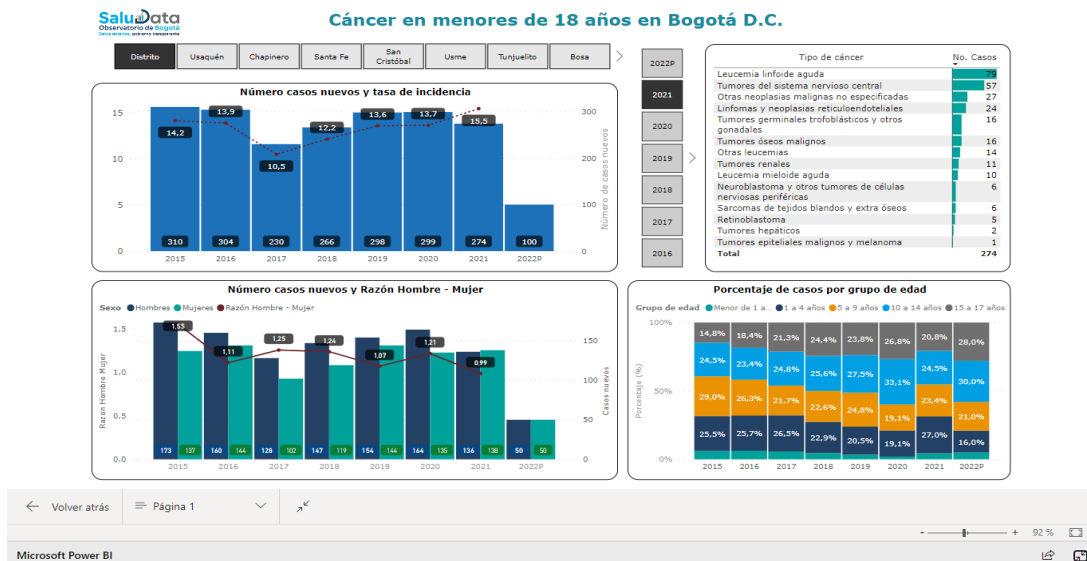 SaluData
Observatorio de Bogotá
Datos abiertos, gobierno transparente
Cáncer en menores de 18 años en Bogotá D.C.
Distrito
Usaquén
Chapinero
Santa Fe
San
Cristóbal
Usme
Tunjuelito
Bosa
Número casos nuevos y tasa de incidencia
15
10
5
0
300
200
100
0
Número de casos nuevos
14,2
13,9
10,5
12,2
13,6
13,7
15,5
310
304
230
266
298
299
274
100
2015
2016
2017
2018
2019
2020
2021
2022P
2022P
2021
2020
2019
2018
2017
2016
Tipo de cáncer No. Casos
Leucemia linfoide aguda 79
Tumores del sistema nervioso central 57
Otras neoplasias malignas no especificadas 27
Linfomas y neoplasias reticuloendoteliales 24
Tumores germinales trofoblásticos y otros 16
gonadales
Tumores óseos malignos 16
Otras leucemias 14
Tumores renales 11
Leucemia mieloide aguda 10
Neuroblastoma y otros tumores de células 6
nerviosas periféricas
Sarcomas de tejidos blandos y extra óseos 6
Retinoblastoma 5
Tumores hepáticos 2
Tumores epiteliales malignos y melanoma 1
Total 274
Número casos nuevos y Razón Hombre - Mujer
Sexo Hombres Mujeres Razón Hombre - Mujer
Razón Hombre Mujer
1.5
1.0
0.5
0.0
150
100
50
0
Casos nuevos
1,55
1,11
1,25
1,24
1,07
1,21
0,99
173 137 160 144 128 102 147 119 154 144 164 135 136 138 50 50
2015
2016
2017
2018
2019
2020
2021
2022P
Porcentaje de casos por grupo de edad
Grupo de edad Menor de 1 a... 1 a 4 años 5 a 9 años 10 a 14 años 15 a 17 años
Porcentaje (%)
100%
50%
0%
14,8% 18,4% 21,3% 24,4% 23,8% 26,8% 20,8% 28,0%
24,5% 23,4% 24,8% 25,6% 27,5% 33,1% 24,5% 30,0%
29,0% 26,3% 21,7% 22,6% 24,8% 19,1% 23,4% 21,0%
25,5% 25,7% 26,5% 22,9% 20,5% 19,1% 27,0% 16,0%
2015 2016 2017 2018 2019 2020 2021 2022P
Volver atrás
Página 1
- + 92 %
Microsoft Power BI